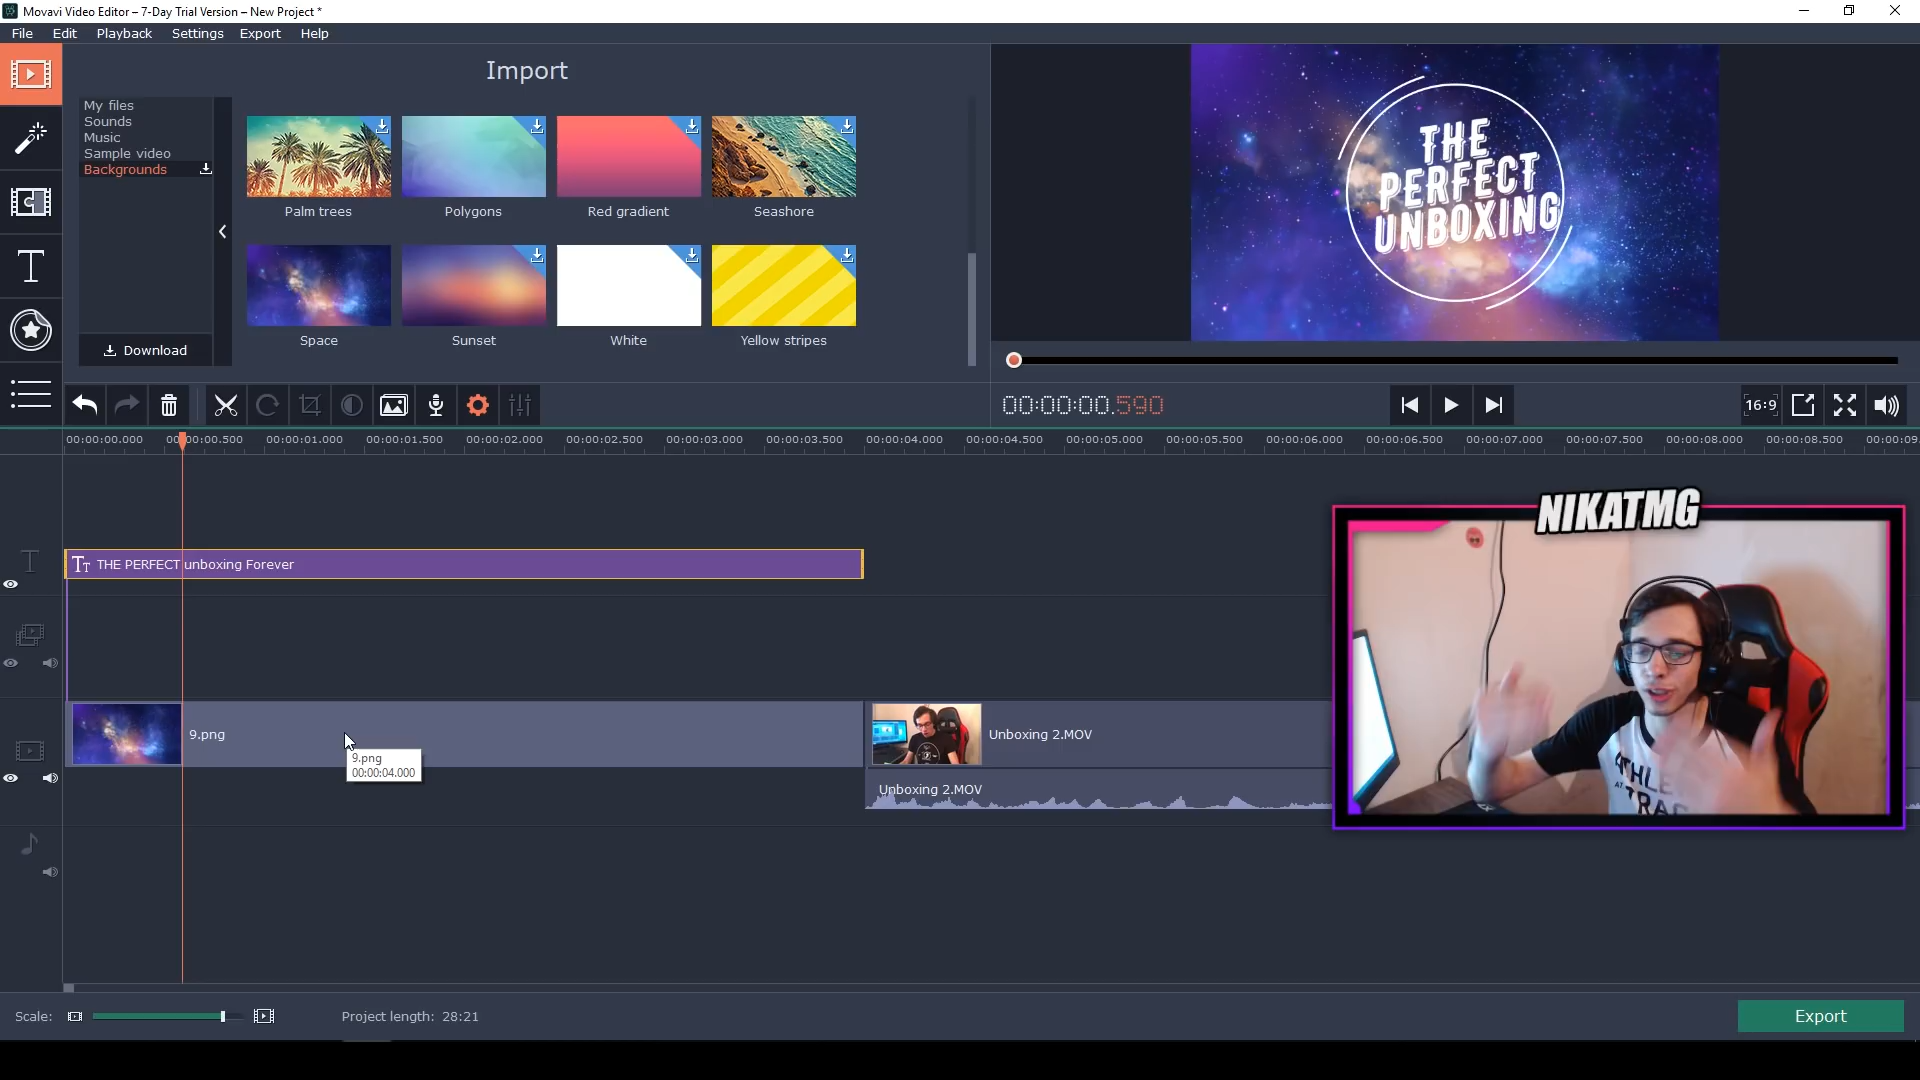 Movavi Video Editor – 7-Day Trial Version – New Project *
File Edit Playback Settings Export Help
Import
My files
Sounds
Music
Sample video
Backgrounds
Download
Palm trees
Polygons
Red gradient
Seashore
Space
Sunset
White
Yellow stripes
THE
PERFECT
UNBOXING
00:00:00.590
16:9
00:00:00.000 00:00:00.500 00:00:01.000 00:00:01.500 00:00:02.000 00:00:02.500 00:00:03.000 00:00:03.500 00:00:04.000 00:00:04.500 00:00:05.000 00:00:05.500 00:00:06.000 00:00:06.500 00:00:07.000 00:00:07.500 00:00:08.000 00:00:08.500 00:00:09.
NIKATMG
THE PERFECT unboxing Forever
9.png
9.png
00:00:04.000
Unboxing 2.MOV
Unboxing 2.MOV
Scale:
Project length: 28:21
Export